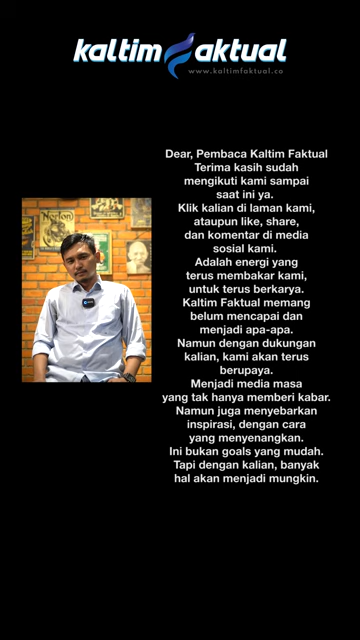 kaltim faktual
www.kaltimfaktual.co
Dear, Pembaca Kaltim Faktual
Terima kasih sudah
mengikuti kami sampai
saat ini ya.
Klik kalian di laman kami,
ataupun like, share,
dan komentar di media
sosial kami.
Adalah energi yang
terus membakar kami,
untuk terus berkarya.
Kaltim Faktual memang
belum mencapai dan
menjadi apa-apa.
Namun dengan dukungan
kalian, kami akan terus
berupaya.
Menjadi media masa
yang tak hanya memberi kabar.
Namun juga menyebarkan
inspirasi, dengan cara
yang menyenangkan.
Ini bukan goals yang mudah.
Tapi dengan kalian, banyak
hal akan menjadi mungkin.
Norton